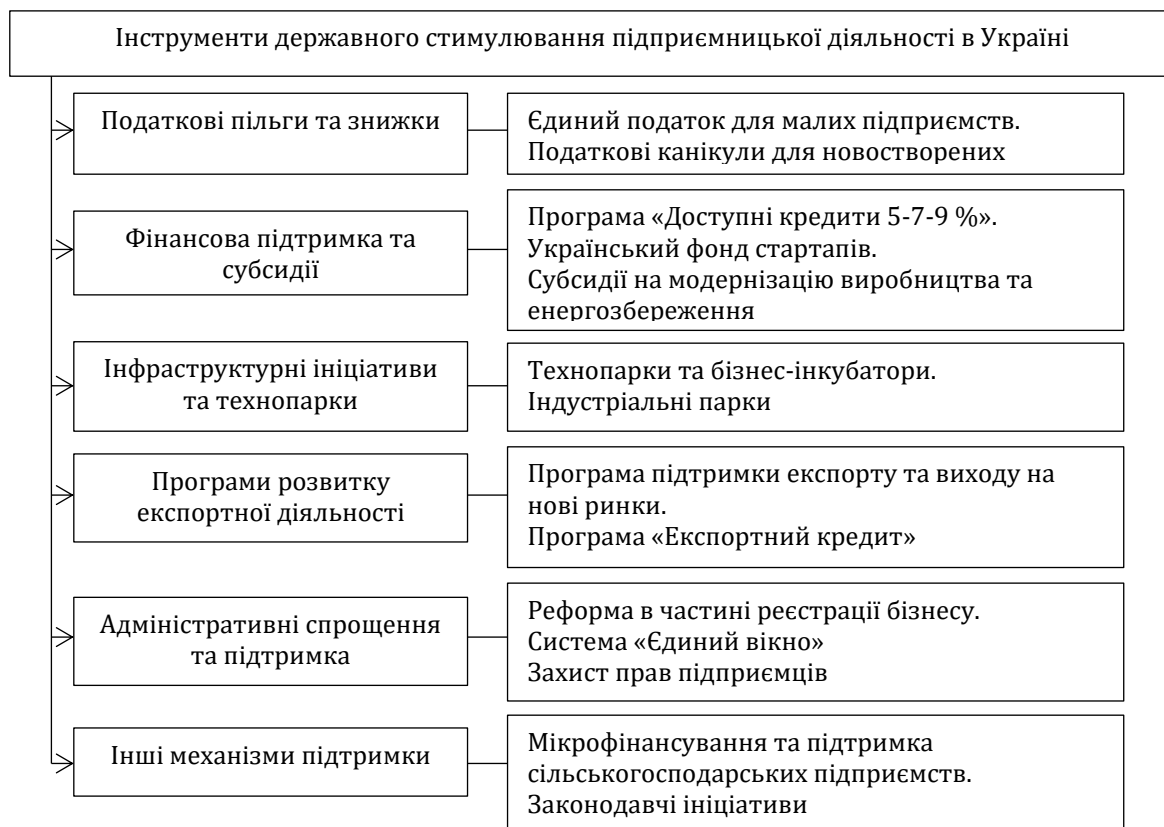 Інструменти державного стимулювання підприємницької діяльності в Україні
Податкові пільги та знижки
Єдиний податок для малих підприємств.
Податкові канікули для новостворених
Фінансова підтримка та
субсидії
Програма «Доступні кредити 5-7-9 %».
Український фонд стартапів.
Субсидії на модернізацію виробництва та
енергозбереження
Інфраструктурні ініціативи
та технопарки
Технопарки та бізнес-інкубатори.
Індустріальні парки
Програми розвитку
експортної діяльності
Програма підтримки експорту та виходу на
нові ринки.
Програма «Експортний кредит»
Адміністративні спрощення
та підтримка
Реформа в частині реєстрації бізнесу.
Система «Єдиний вікно»
Захист прав підприємців
Інші механізми підтримки
Мікрофінансування та підтримка
сільськогосподарських підприємств.
Законодавчі ініціативи